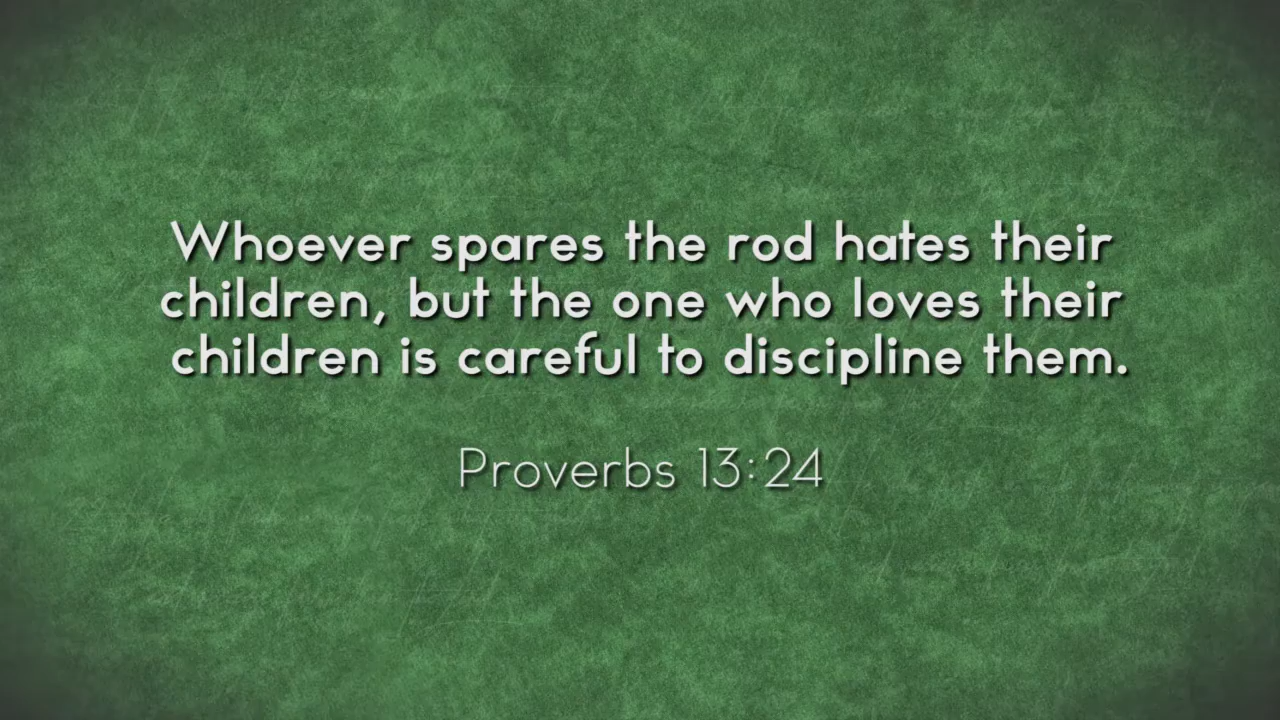 Whoever spares the rod hates their
children, but the one who loves their
children is careful to discipline them.
Proverbs 13:24